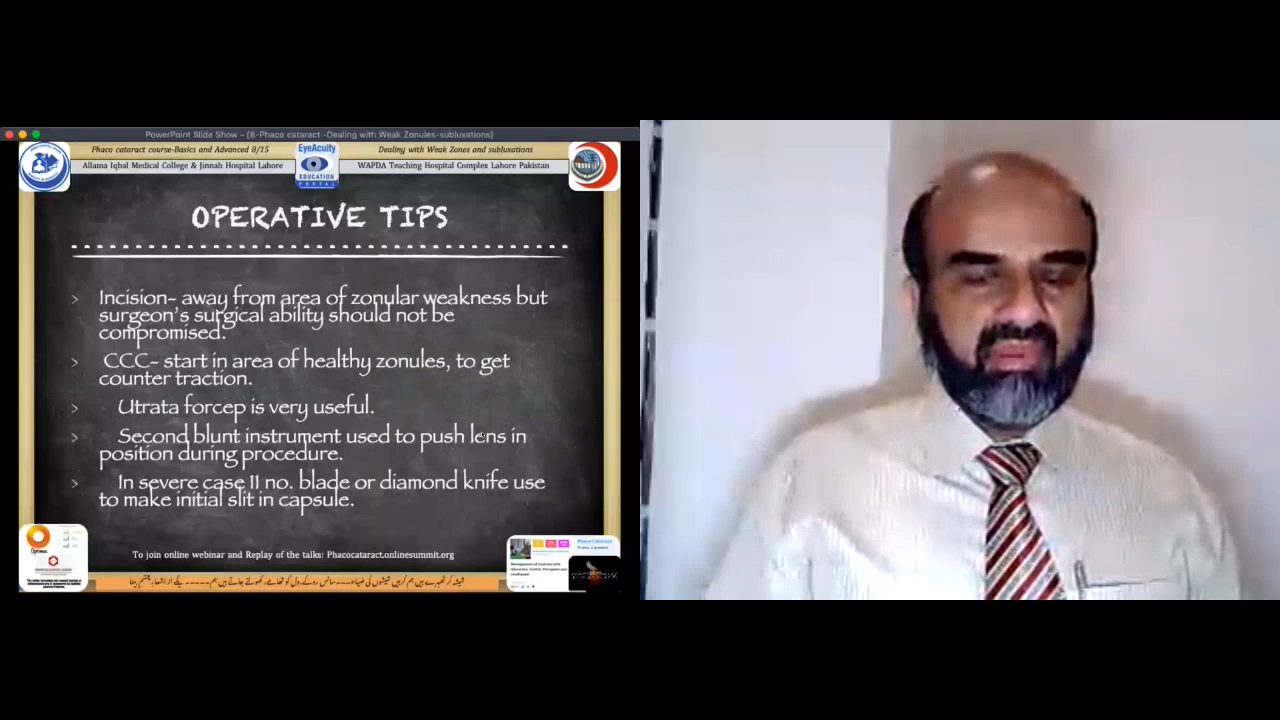 PowerPoint Slide Show – [8-Phaco cataract -Dealing with Weak Zonules-subluxations]
Phaco cataract course-Basics and Advanced 8/15
Dealing with Weak Zones and subluxations
Allama Iqbal Medical College & Jinnah Hospital Lahore
WAPDA Teaching Hospital Complex Lahore Pakistan
EyeAcuity
EDUCATION
PORTAL
OPERATIVE TIPS
> Incision- away from area of zonular weakness but
surgeon's surgical ability should not be
compromised.
> CCC- start in area of healthy zonules, to get
counter traction.
> Utrata forcep is very useful.
> Second blunt instrument used to push lens in
position during procedure.
> In severe case 11 no. blade or diamond knife use
to make initial slit in capsule.
To join online webinar and Replay of the talks: Phacocataract.onlinesummit.org
Optimus
Phaco Cataract